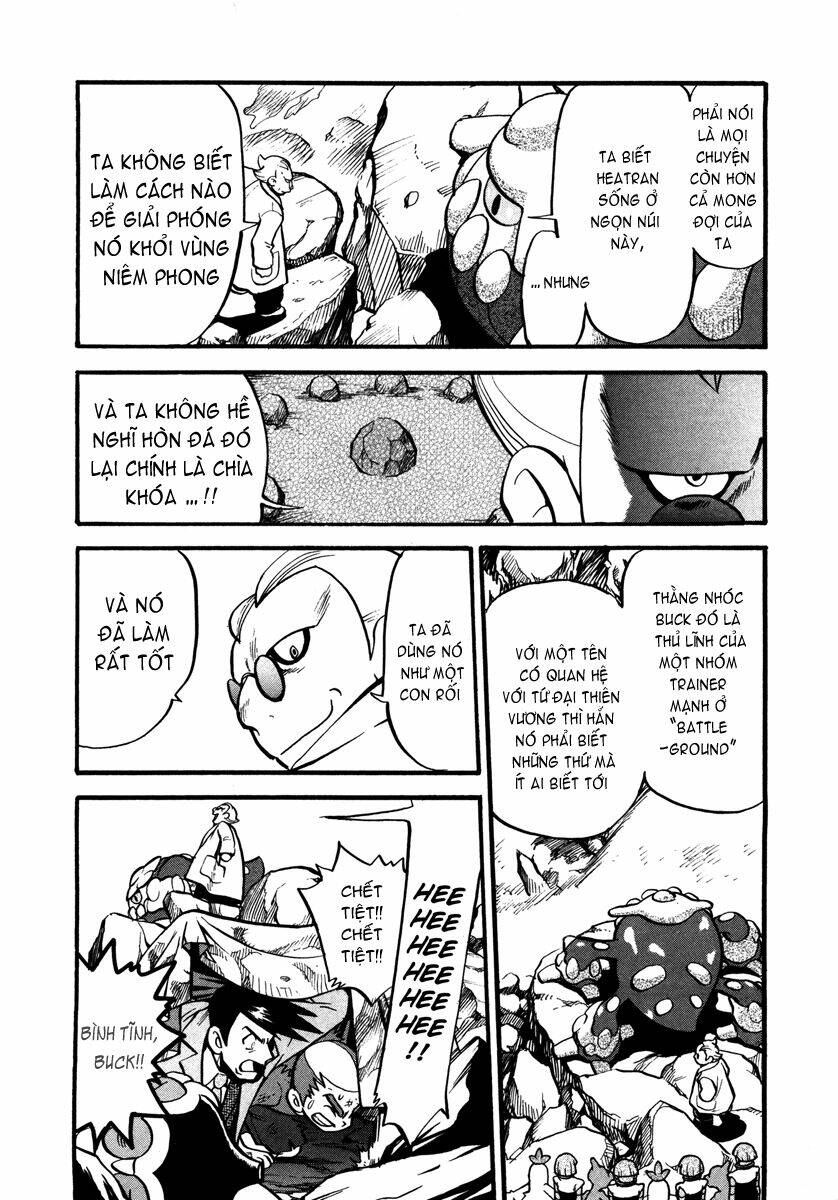 PHẢI NÓI
LÀ MỌI
CHUYỆN
CÒN HƠN
CẢ MONG
ĐỢI CỦA
TA
TA BIẾT
HEATRAN
SỐNG Ở
NGỌN NÚI
NÀY,
... NHƯNG
TA KHÔNG BIẾT
LÀM CÁCH NÀO
ĐỂ GIẢI PHÓNG
NÓ KHỎI VÙNG
NIÊM PHONG
VÀ TA KHÔNG HỀ
NGHĨ HÒN ĐÁ ĐÓ
LẠI CHÍNH LÀ CHÌA
KHÓA ...!!
THẰNG NHÓC
BUCK ĐÓ LÀ
THỦ LĨNH CỦA
MỘT NHÓM
TRAINER
MẠNH Ở
"BATTLE
-GROUND"
VỚI MỘT TÊN
CÓ QUAN HỆ
VỚI TỨ ĐẠI THIÊN
VƯƠNG THÌ HẲN
NÓ PHẢI BIẾT
NHỮNG THỨ MÀ
ÍT AI BIẾT TỚI
TA ĐÃ
DÙNG NÓ
NHƯ MỘT
CON RỐI
VÀ NÓ
ĐÃ LÀM
RẤT TỐT
HEE
HEE
HEE
HEE
HEE
HEE
!!
CHẾT
TIỆT!!
CHẾT
TIỆT!!
BÌNH TĨNH,
BUCK!!